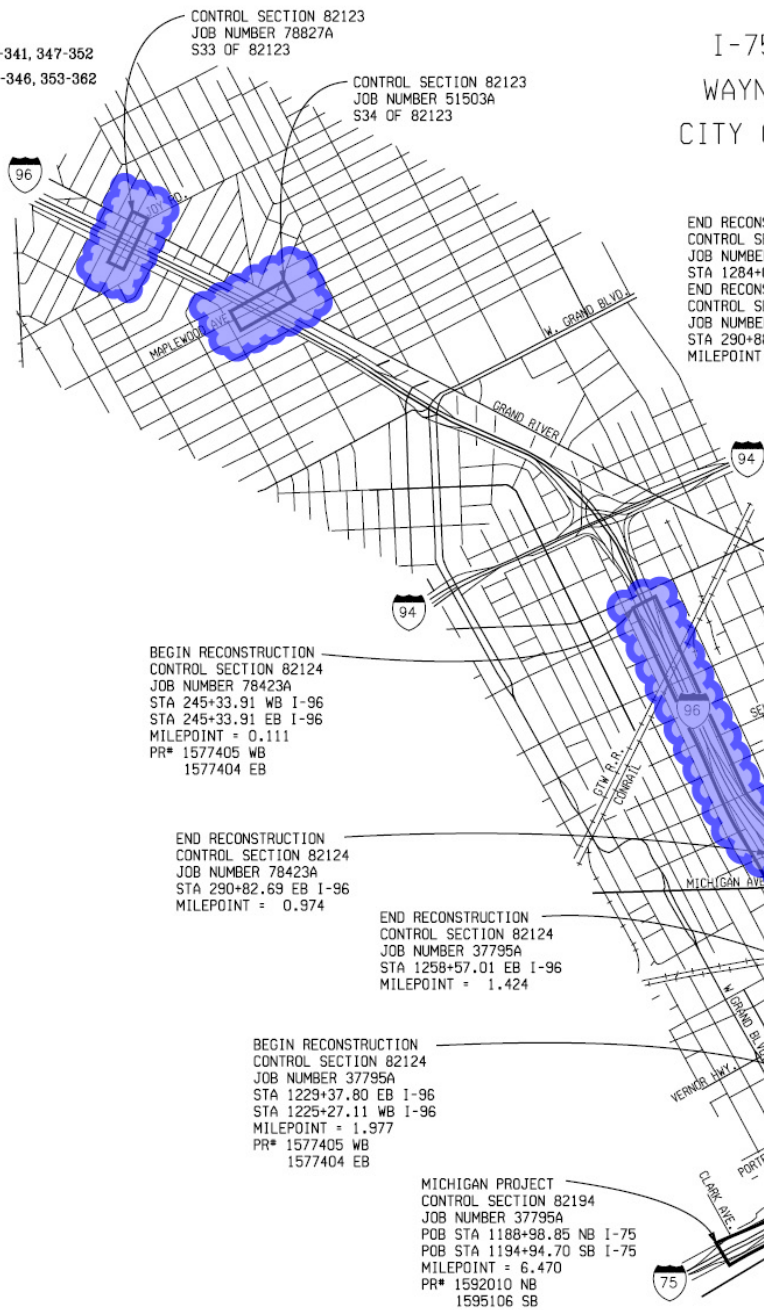 CONTROL SECTION 82123
JOB NUMBER 78827A
S33 OF 82123
-341, 347-352
-346, 353-362
CONTROL SECTION 82123
JOB NUMBER 51503A
S34 OF 82123
I-75
WAYN
CITY
96
JOY RD.
MAPLEWOOD AVE
W. GRAND BLVD.
GRAND RIVER
END RECONS
CONTROL SE
JOB NUMBER
STA 1284+
END RECONS
CONTROL SE
JOB NUMBER
STA 290+8
MILEPOINT
94
94
BEGIN RECONSTRUCTION
CONTROL SECTION 82124
JOB NUMBER 78423A
STA 245+33.91 WB I-96
STA 245+33.91 EB I-96
MILEPOINT = 0.111
PR# 1577405 WB
1577404 EB
96
SE
GTW R.R.
CONRAIL
END RECONSTRUCTION
CONTROL SECTION 82124
JOB NUMBER 78423A
STA 290+82.69 EB I-96
MILEPOINT = 0.974
MICHIGAN AVE
END RECONSTRUCTION
CONTROL SECTION 82124
JOB NUMBER 37795A
STA 1258+57.01 EB I-96
MILEPOINT = 1.424
W GRAND BLVD
VERNOR HWY.
BEGIN RECONSTRUCTION
CONTROL SECTION 82124
JOB NUMBER 37795A
STA 1229+37.80 EB I-96
STA 1225+27.11 WB I-96
MILEPOINT = 1.977
PR# 1577405 WB
1577404 EB
PORT
CLARK AVE.
MICHIGAN PROJECT
CONTROL SECTION 82194
JOB NUMBER 37795A
POB STA 1188+98.85 NB I-75
POB STA 1194+94.70 SB I-75
MILEPOINT = 6.470
PR# 1592010 NB
1595106 SB
75